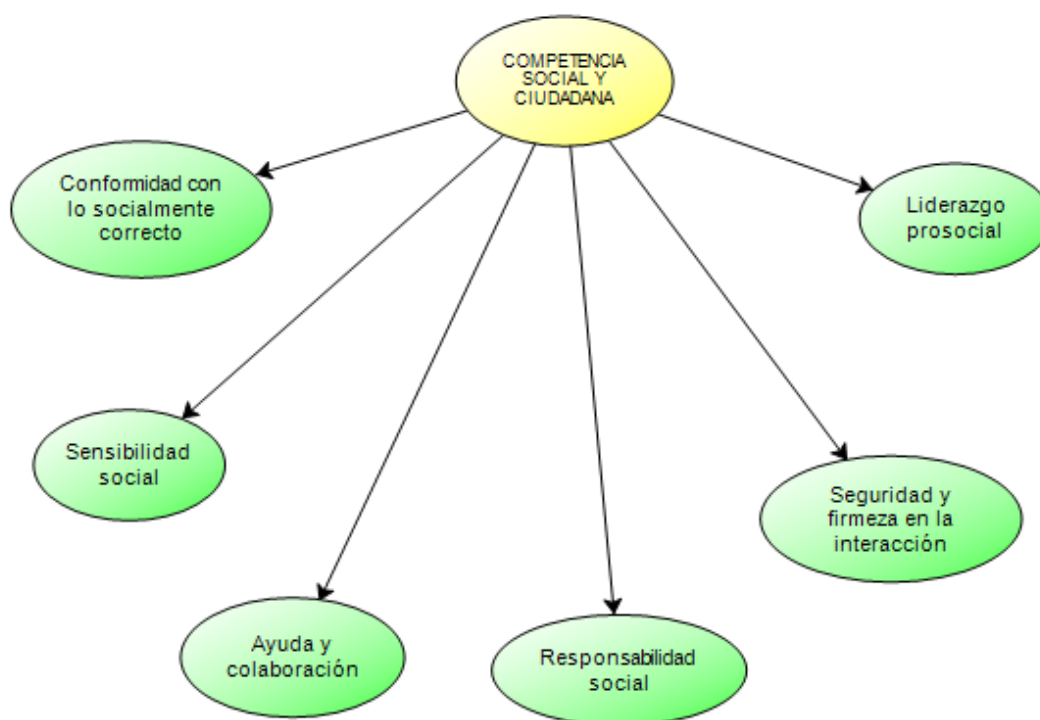 COMPETENCIA
SOCIAL Y
CIUDADANA
Conformidad con
lo socialmente
correcto
Liderazgo
prosocial
Sensibilidad
social
Seguridad y
firmeza en la
interacción
Ayuda y
colaboración
Responsabilidad
social